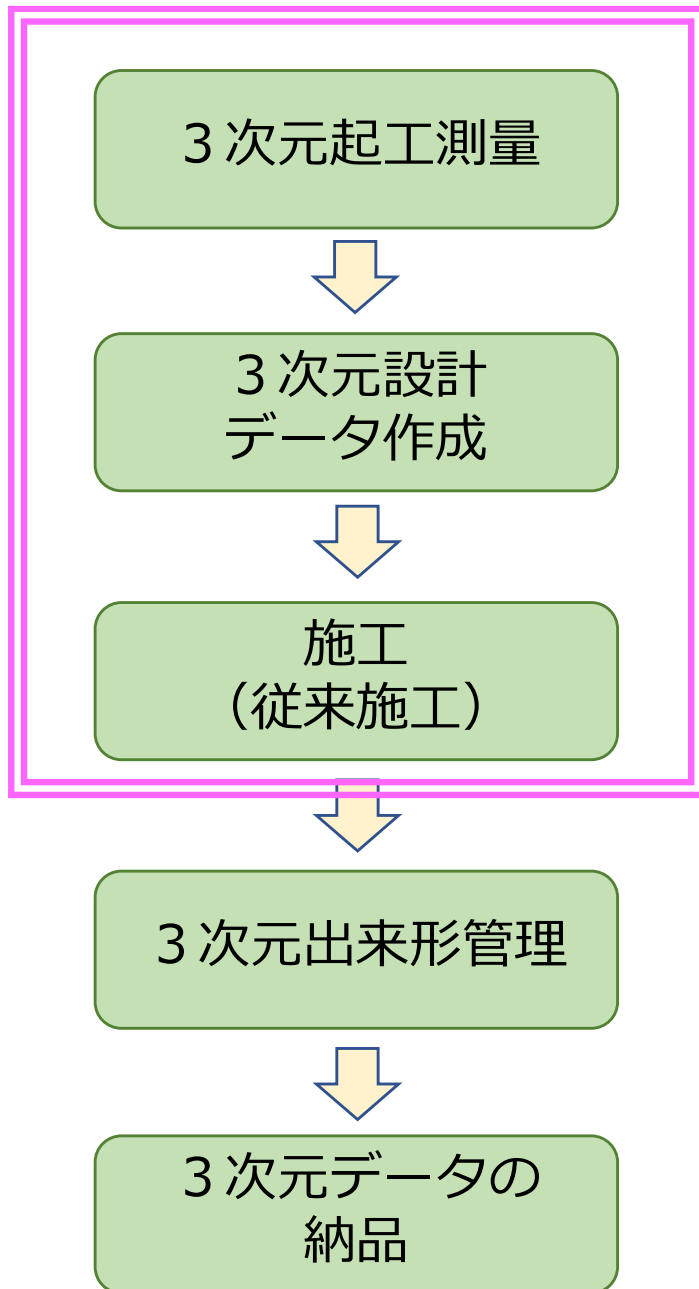 ３次元起工測量
３次元設計
データ作成
施工
（従来施工）
３次元出来形管理
３次元データの
納品